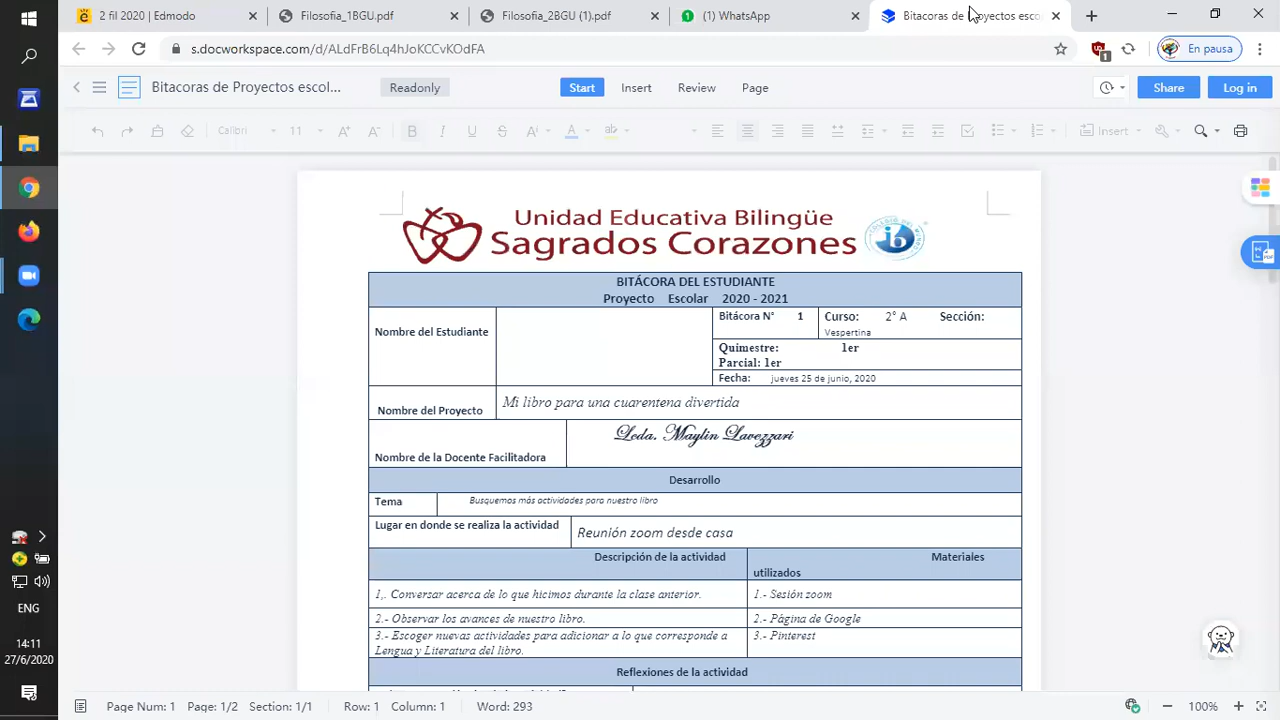 2 fil 2020 | Edmodo
Filosofia_1BGU.pdf
Filosofia_2BGU (1).pdf
(1) WhatsApp
Bitacoras de Proyectos esco
s.docworkspace.com/d/ALdFrB6Lq4hJoKCCvKOdFA
1
En pausa
Bitacoras de Proyectos escol...
Readonly
Start
Insert
Review
Page
Share
Log in
Calibri
11
Insert
Unidad Educativa Bilingüe
Sagrados Corazones
BITÁCORA DEL ESTUDIANTE
Proyecto Escolar 2020 - 2021
Nombre del Estudiante
Bitácora N° 1
Curso: 2° A Sección:
Vespertina
Quimestre: 1er
Parcial: 1er
Fecha: jueves 25 de junio, 2020
Nombre del Proyecto
Mi libro para una cuarentena divertida
Lcda. Maylin Lavezzari
Nombre de la Docente Facilitadora
Desarrollo
Tema
Busquemos más actividades para nuestro libro
Lugar en donde se realiza la actividad
Reunión zoom desde casa
Descripción de la actividad
Materiales
utilizados
1,. Conversar acerca de lo que hicimos durante la clase anterior.
1.- Sesión zoom
2.- Observar los avances de nuestro libro.
2.- Página de Google
3.- Escoger nuevas actividades para adicionar a lo que corresponde a
Lengua y Literatura del libro.
3.- Pinterest
Reflexiones de la actividad
ENG
14:11
27/6/2020
Page Num: 1
Page: 1/2
Section: 1/1
Row: 1
Column: 1
Word: 293
100%